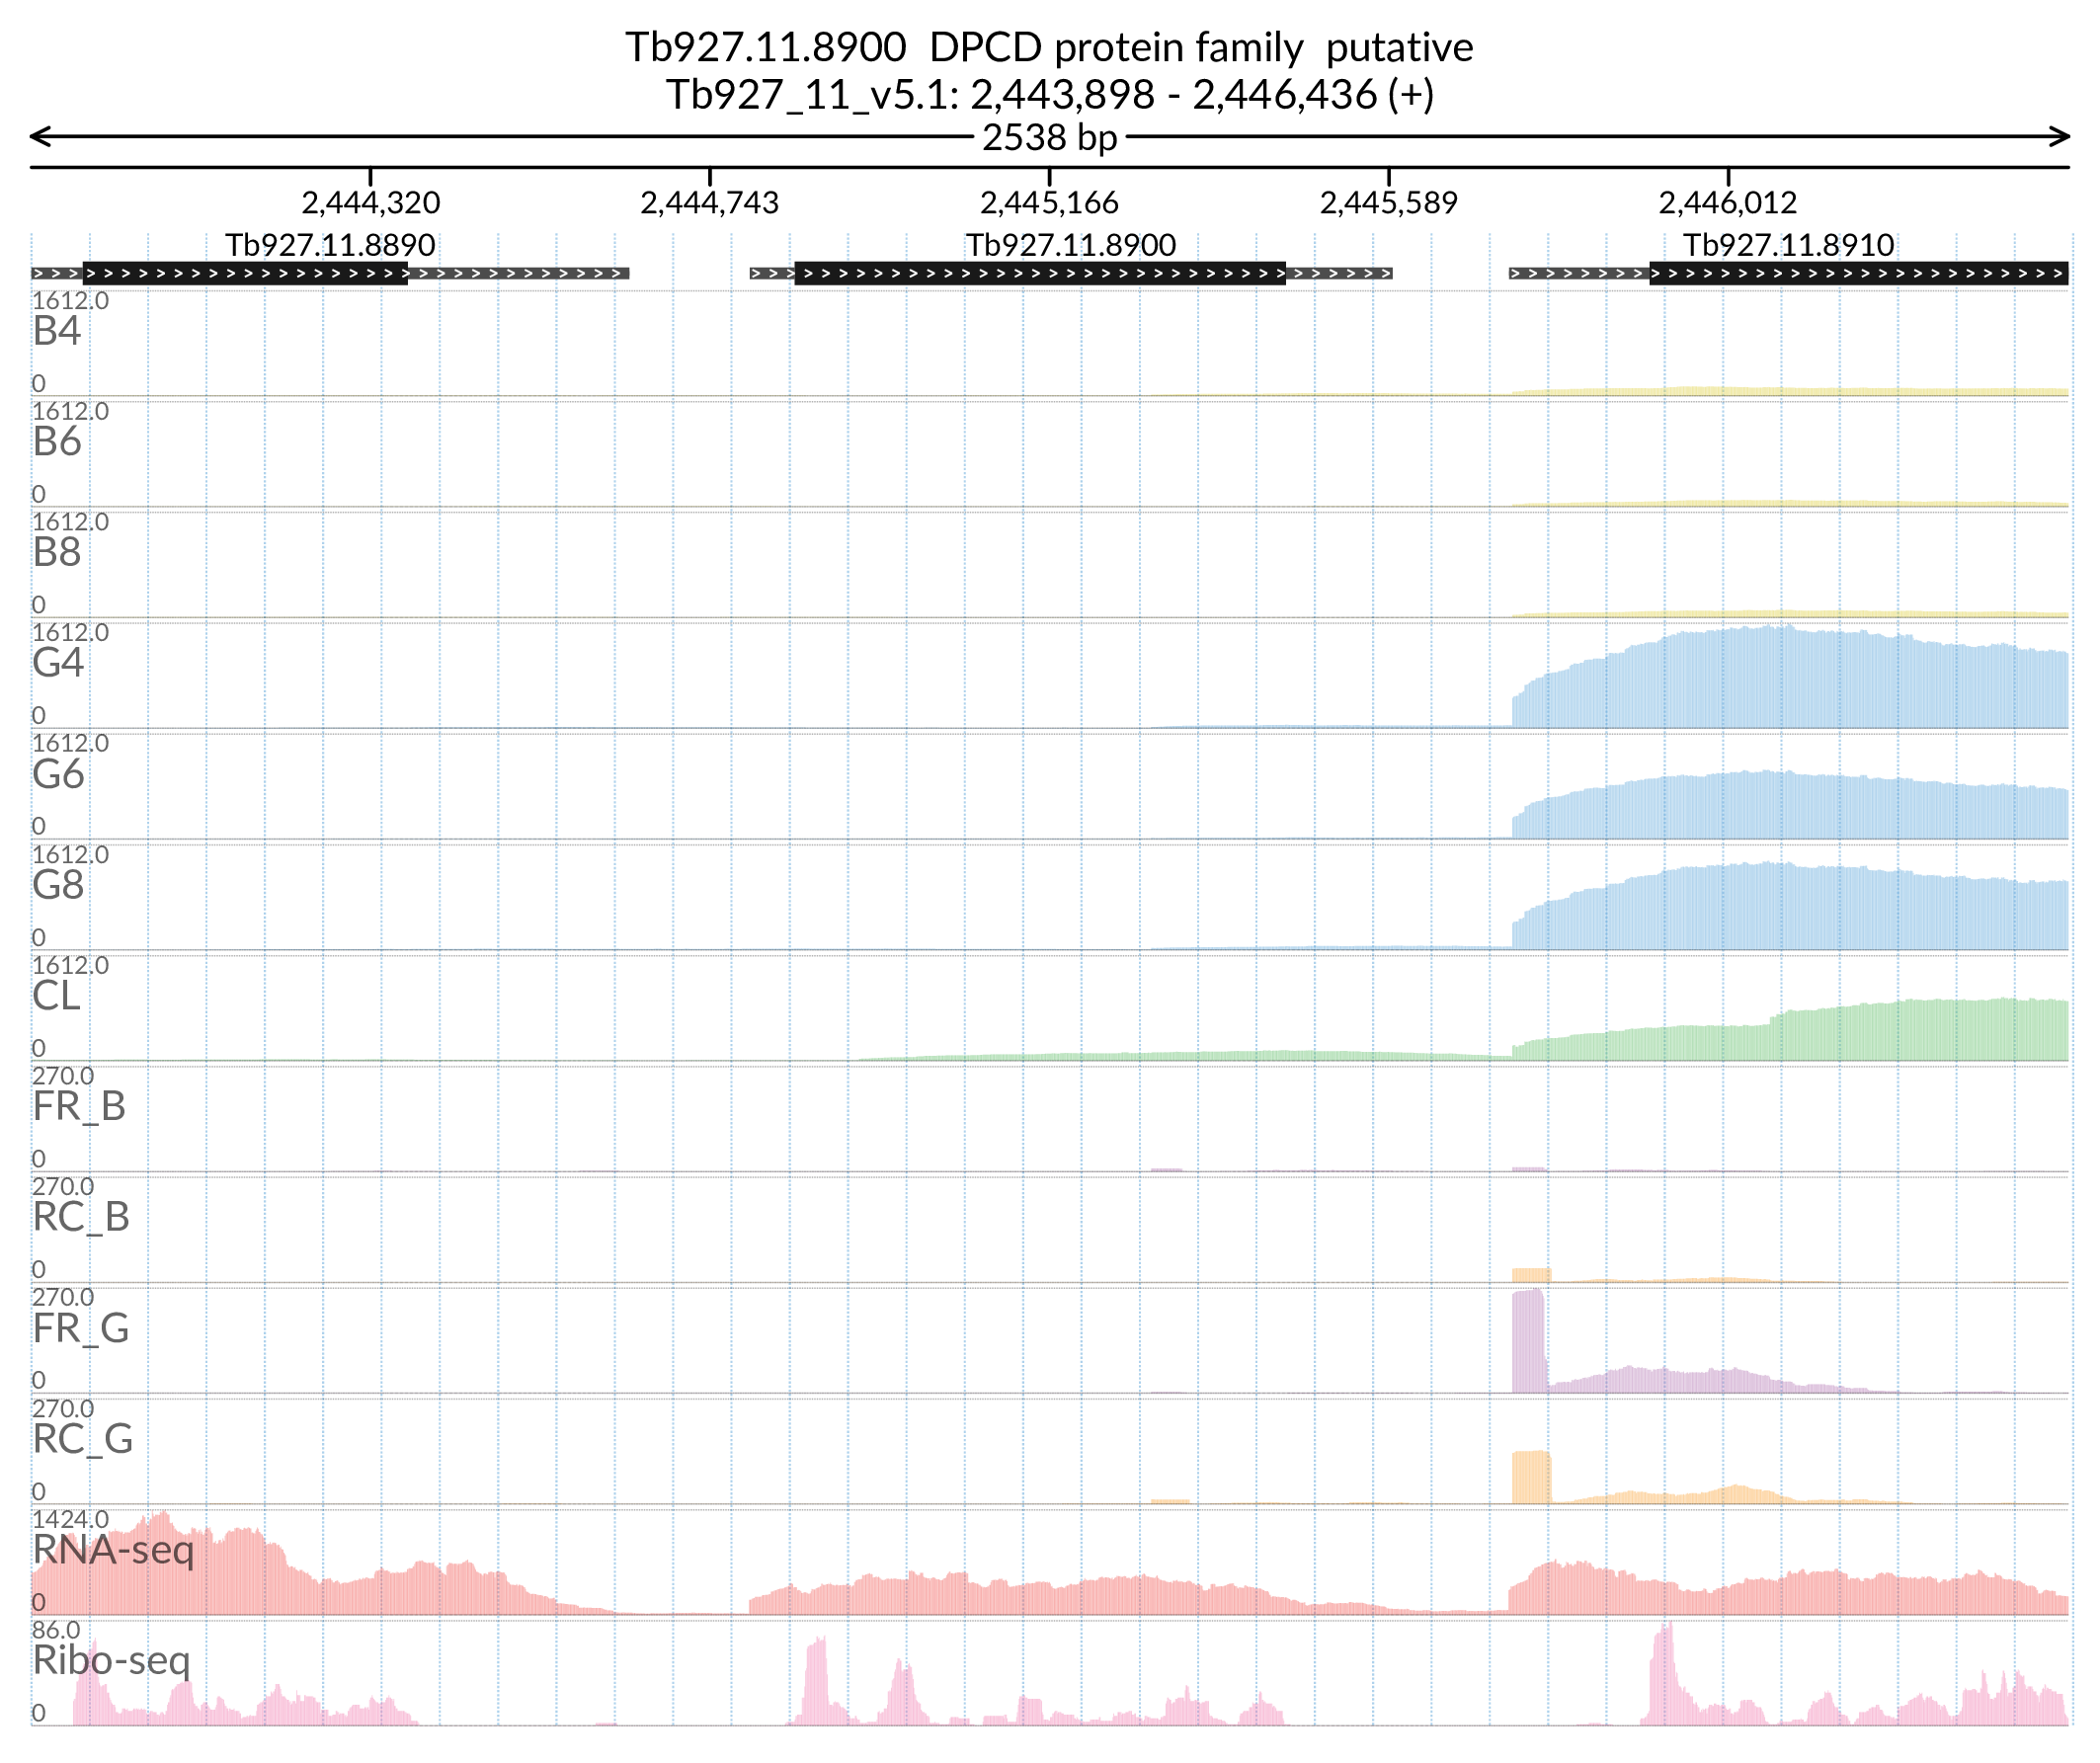 Tb927.11.8900  DPCD protein family  putative
Tb927_11_v5.1: 2,443,898 - 2,446,436 (+)
2538 bp
2,444,320 2,444,743 2,445,166 2,445,589 2,446,012
Tb927.11.8890 Tb927.11.8900 Tb927.11.8910
1612.0
B4
0
1612.0
B6
0
1612.0
B8
0
1612.0
G4
0
1612.0
G6
0
1612.0
G8
0
1612.0
CL
0
270.0
FR_B
0
270.0
RC_B
0
270.0
FR_G
0
270.0
RC_G
0
1424.0
RNA-seq
0
86.0
Ribo-seq
0